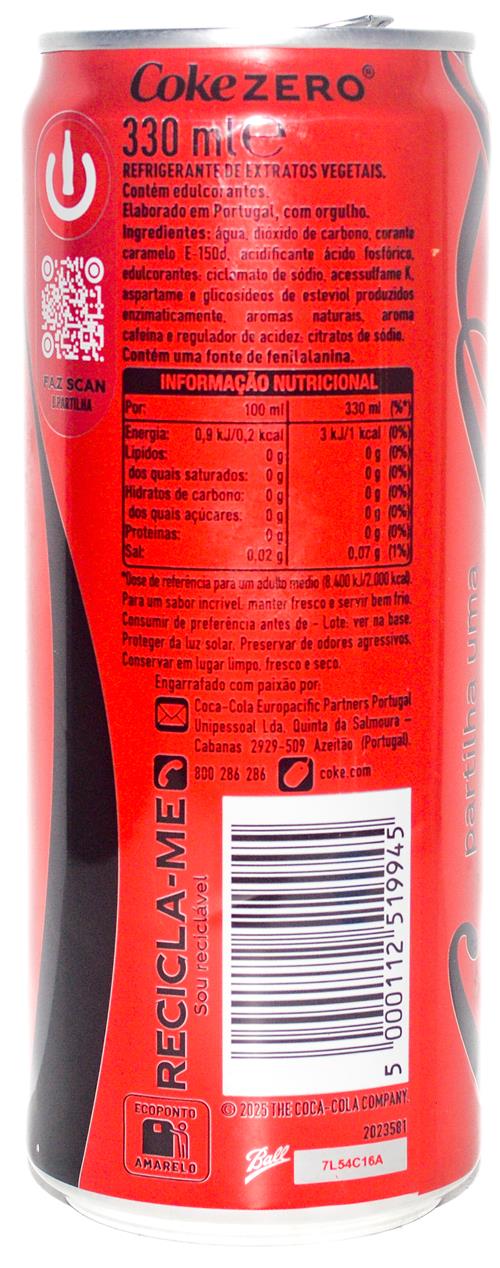 Coke ZERO®
330 ml e
REFRIGERANTE DE EXTRATOS VEGETAIS.
Contém edulcorantes.
Elaborado em Portugal, com orgulho.
Ingredientes: água, dióxido de carbono, corante
caramelo E-150d, acidificante ácido fosfórico,
edulcorantes: ciclamato de sódio, acessulfame K,
aspartame e glicosídeos de esteviol produzidos
enzimaticamente, aromas naturais, aroma
cafeína e regulador de acidez: citratos de sódio.
Contém uma fonte de fenilalanina.
FAZ SCAN
& PARTILHA
INFORMAÇÃO NUTRICIONAL
Por: 100 ml 330 ml (%*)
Energia: 0,9 kJ/0,2 kcal 3 kJ/1 kcal (0%)
Lípidos: 0 g 0 g (0%)
dos quais saturados: 0 g 0 g (0%)
Hidratos de carbono: 0 g 0 g (0%)
dos quais açúcares: 0 g 0 g (0%)
Proteínas: 0 g 0 g (0%)
Sal: 0,02 g 0,07 g (1%)
*Dose de referência para um adulto médio (8.400 kJ/2.000 kcal).
Para um sabor incrível, manter fresco e servir bem frio.
Consumir de preferência antes de - Lote: ver na base.
Proteger da luz solar. Preservar de odores agressivos.
Conservar em lugar limpo, fresco e seco.
Engarrafado com paixão por:
Coca-Cola Europacific Partners Portugal
Unipessoal Lda. Quinta da Salmoura –
Cabanas 2929-509 Azeitão (Portugal).
800 286 286 coke.com
RECICLA-ME
Sou reciclável
5 000112 519945
partilha uma
ECOPONTO
AMARELO
© 2025 THE COCA-COLA COMPANY.
2023581
Ball
7L54C16A